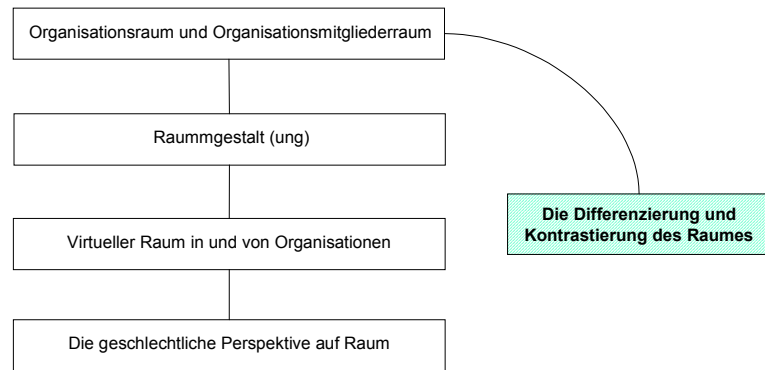 Organisationsraum und Organisationsmitgliederraum
Raummgestalt (ung)
Die Differenzierung und
Kontrastierung des Raumes
Virtueller Raum in und von Organisationen
Die geschlechtliche Perspektive auf Raum